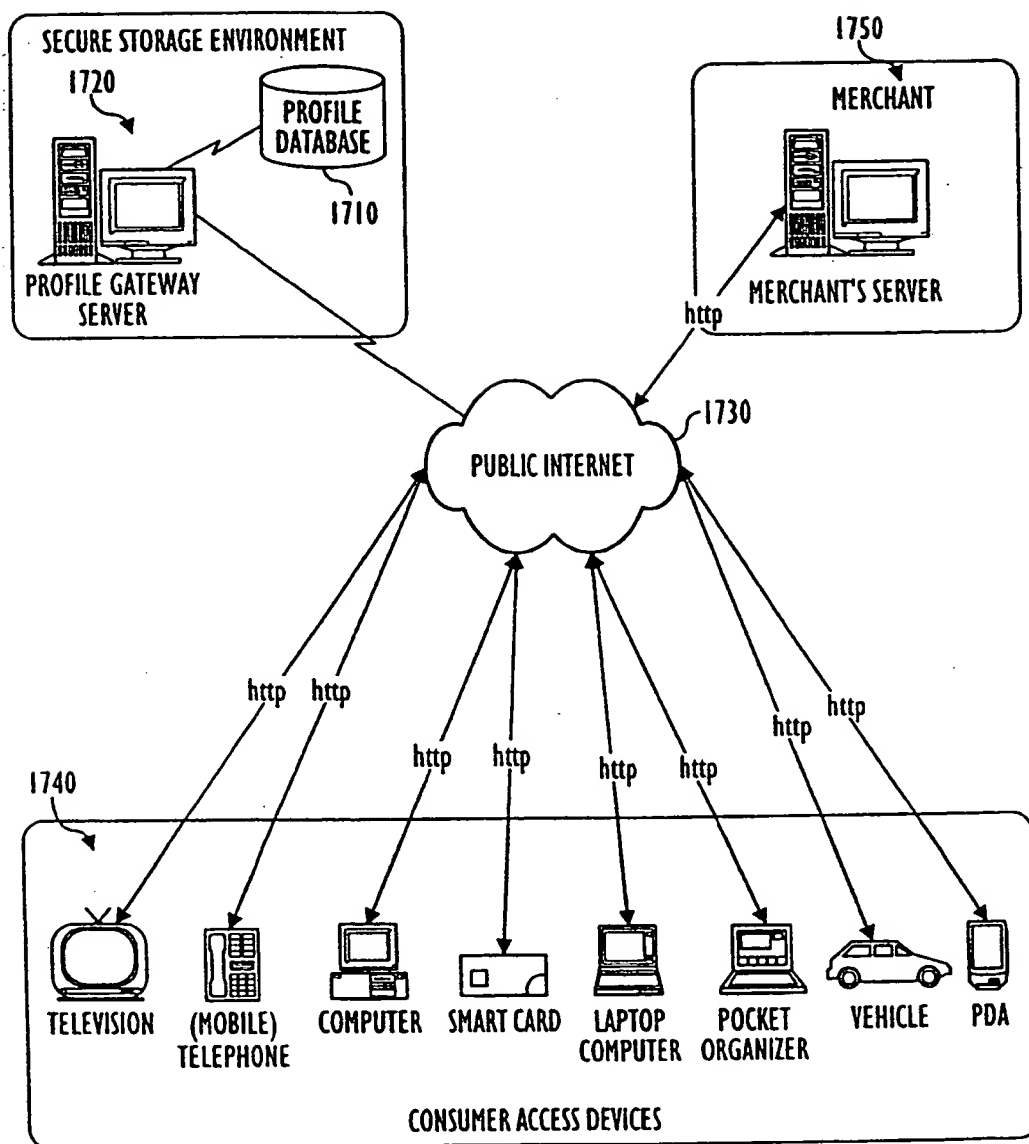 SECURE STORAGE ENVIRONMENT
1720
PROFILE
DATABASE
1710
PROFILE GATEWAY
SERVER
1750
MERCHANT
MERCHANT'S SERVER
http
1730
PUBLIC INTERNET
http
http
http
http
http
http
http
http
1740
TELEVISION
(MOBILE)
TELEPHONE
COMPUTER
SMART CARD
LAPTOP
COMPUTER
POCKET
ORGANIZER
VEHICLE
PDA
CONSUMER ACCESS DEVICES